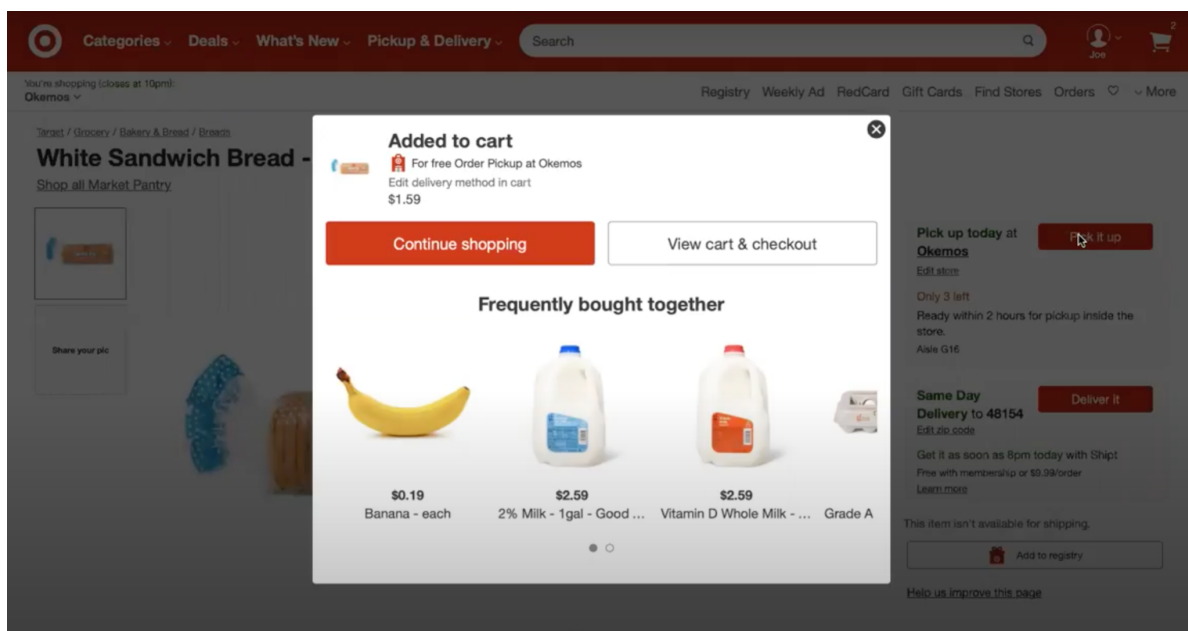 Categories
Deals
What's New
Pickup & Delivery
Search
Joe
2
You're shopping (closes at 10pm):
Okemos
Registry
Weekly Ad
RedCard
Gift Cards
Find Stores
Orders
More
Target / Grocery / Bakery & Bread / Breads
White Sandwich Bread -
Shop all Market Pantry
Share your pic
Added to cart
For free Order Pickup at Okemos
Edit delivery method in cart
$1.59
Continue shopping
View cart & checkout
Frequently bought together
$0.19
Banana - each
$2.59
2% Milk - 1gal - Good ...
$2.59
Vitamin D Whole Milk - ...
Grade A
Pick up today at
Okemos
Edit store
Pick it up
Only 3 left
Ready within 2 hours for pickup inside the
store.
Aisle G16
Same Day
Delivery to 48154
Edit zip code
Deliver it
Get it as soon as 8pm today with Shipt
Free with membership or $9.99/order
Learn more
This item isn't available for shipping.
Add to registry
Help us improve this page